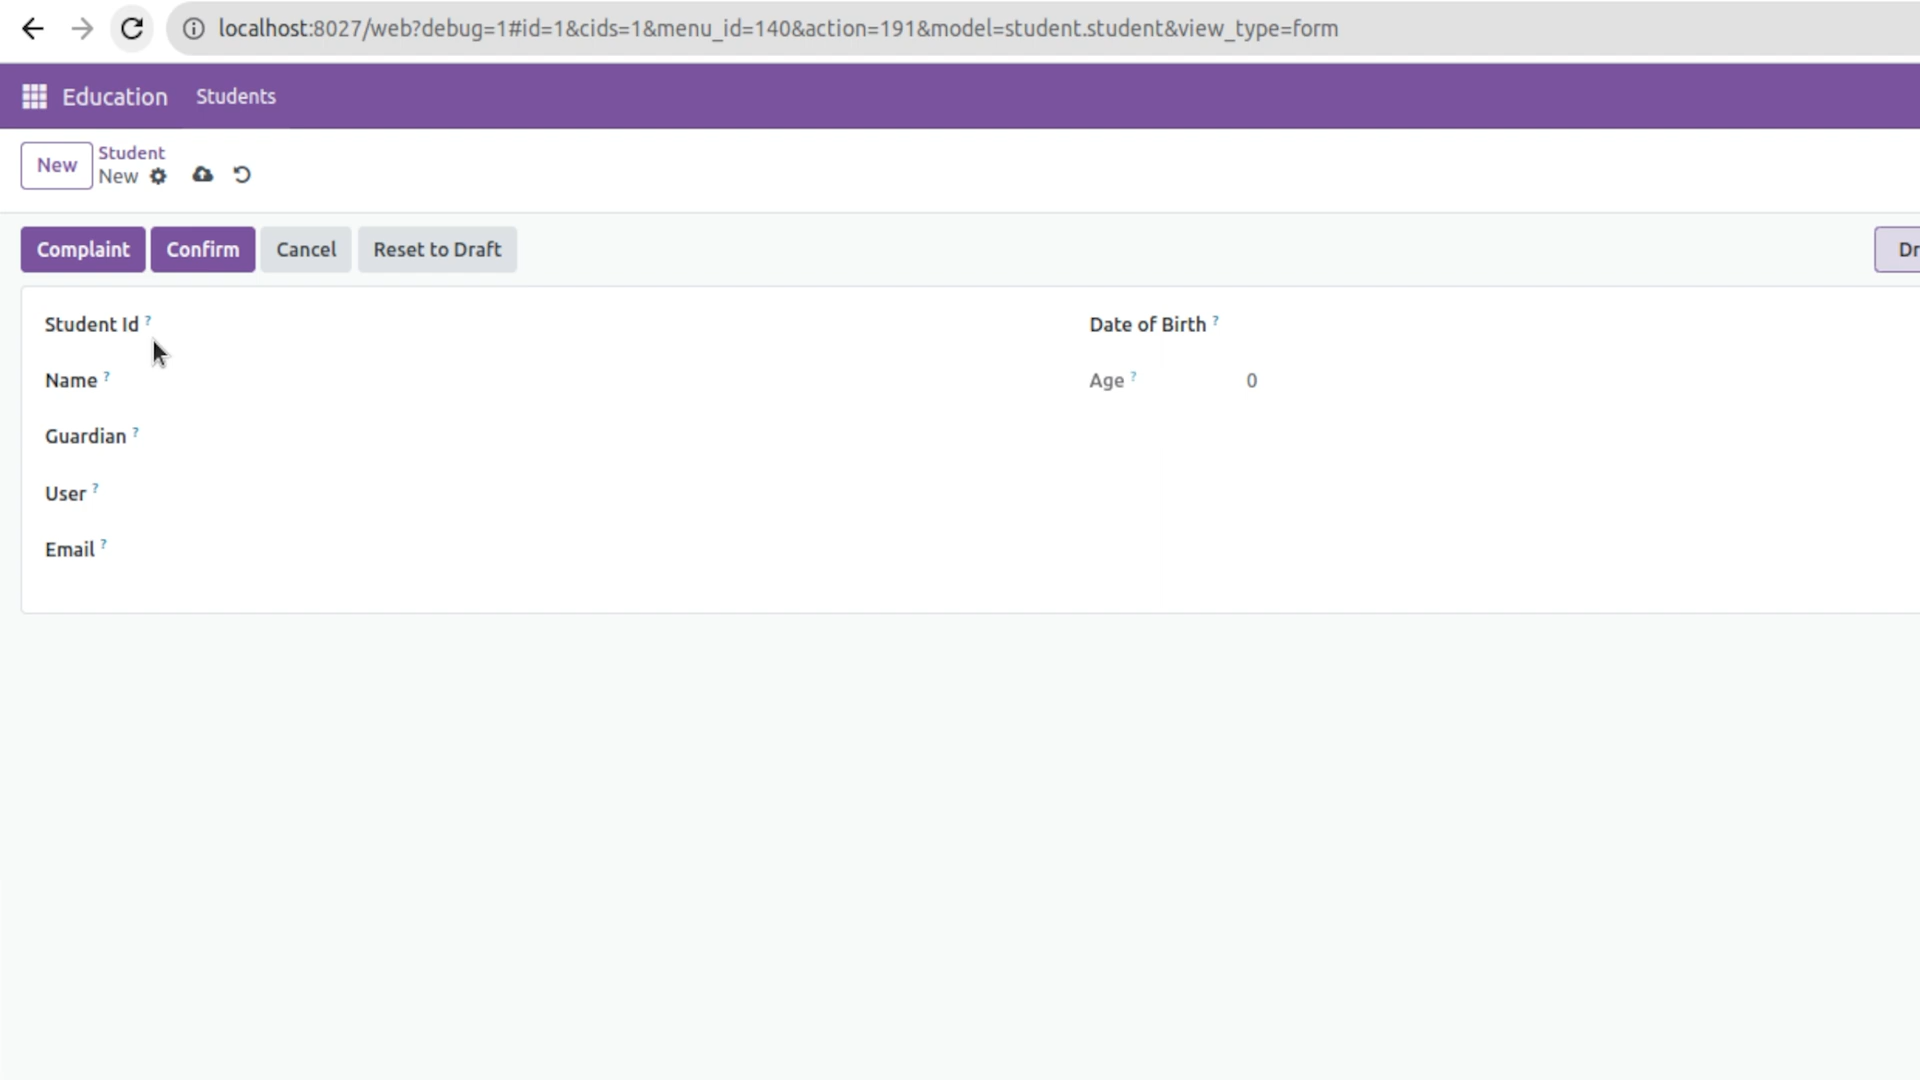 localhost:8027/web?debug=1#id=1&cids=1&menu_id=140&action=191&model=student.student&view_type=form
Education Students
New
Student
New
Complaint Confirm Cancel Reset to Draft Dr
Student Id ?
Date of Birth ?
Name ?
Age ? 0
Guardian ?
User ?
Email ?